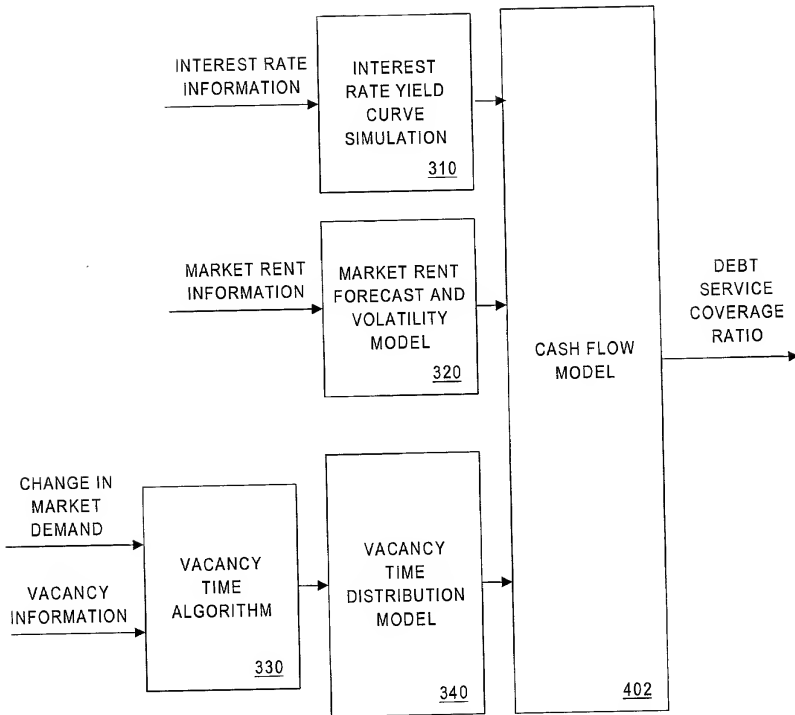 INTEREST RATE
INFORMATION
INTEREST
RATE YIELD
CURVE
SIMULATION
310
MARKET RENT
INFORMATION
MARKET RENT
FORECAST AND
VOLATILITY
MODEL
320
CHANGE IN
MARKET
DEMAND
VACANCY
INFORMATION
VACANCY
TIME
ALGORITHM
330
VACANCY
TIME
DISTRIBUTION
MODEL
340
CASH FLOW
MODEL
402
DEBT
SERVICE
COVERAGE
RATIO